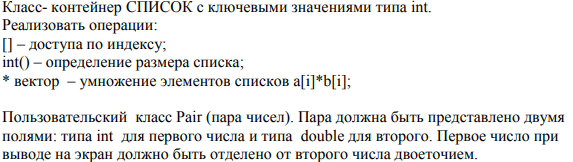 Класс- контейнер СПИСОК с ключевыми значениями типа int.
Реализовать операции:
[] – доступа по индексу;
int() – определение размера списка;
* вектор – умножение элементов списков a[i]*b[i];
Пользовательский класс Pair (пара чисел). Пара должна быть представлено двумя
полями: типа int для первого числа и типа double для второго. Первое число при
выводе на экран должно быть отделено от второго числа двоеточием.